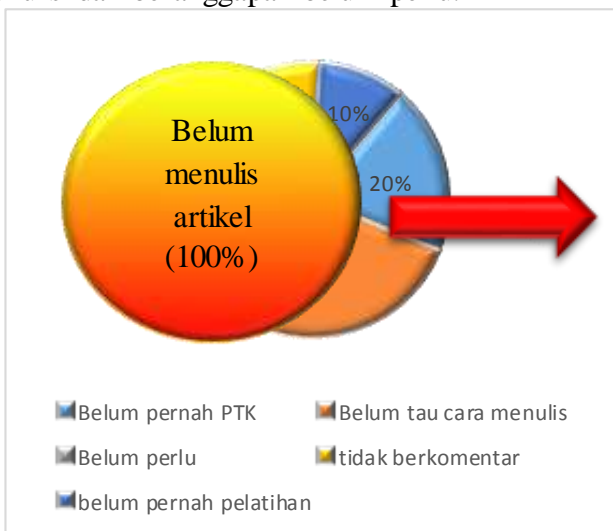 10%
Belum
menulis
artikel
(100%)
20%
Belum pernah PTK
Belum tau cara menulis
Belum perlu
tidak berkomentar
belum pernah pelatihan